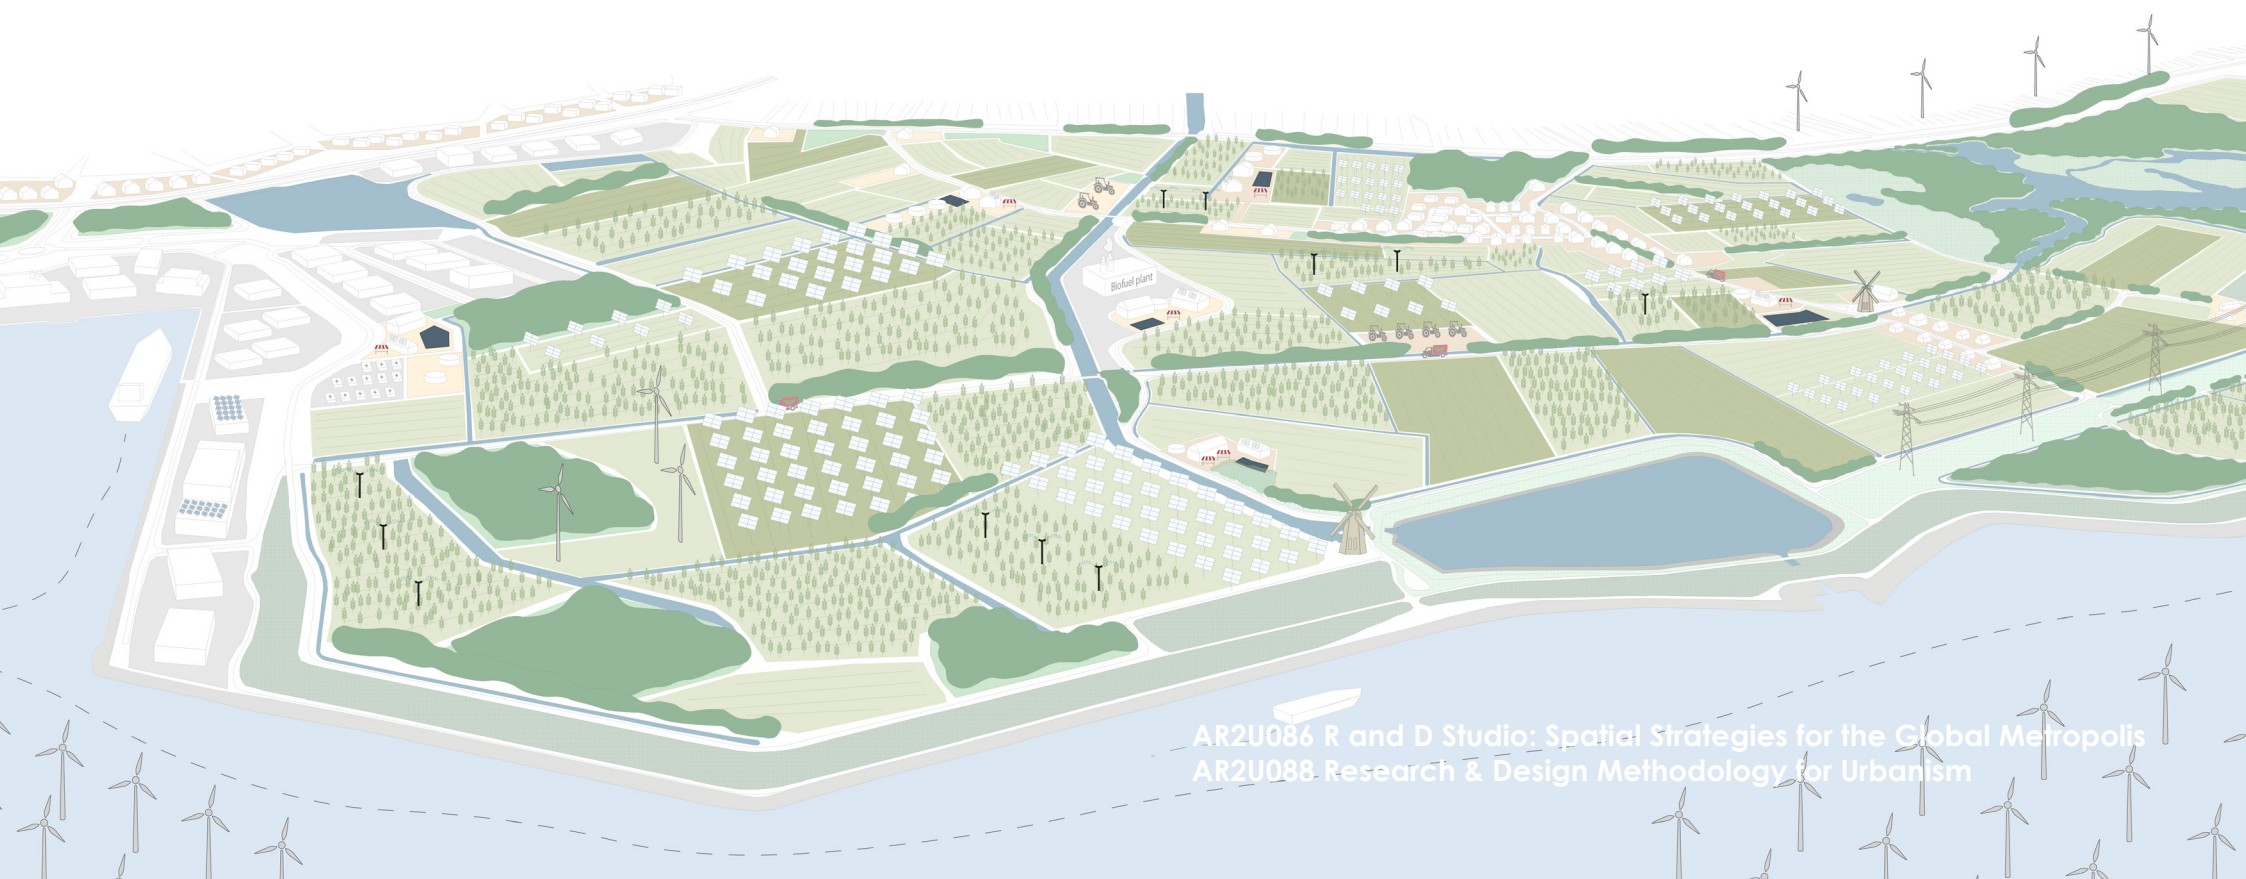 Biofuel plant
AR2U086 R and D Studio: Spatial Strategies for the Global Metropolis
AR2U088 Research & Design Methodology for Urbanism